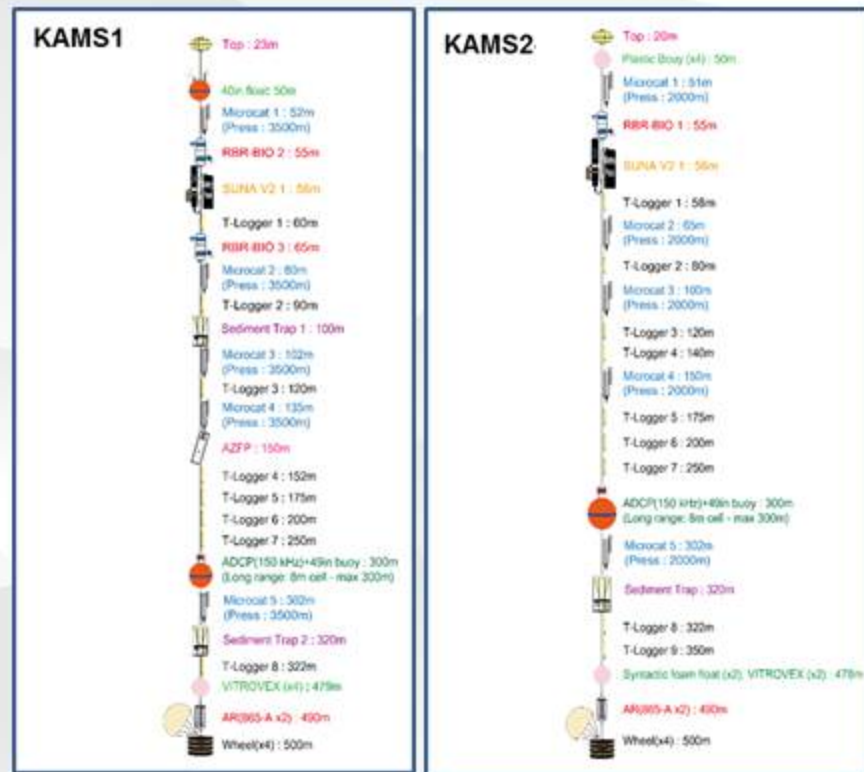 KAMS1
Top : 23m
40in float: 50m
Microcat 1 : 52m
(Press : 3500m)
RBR-BIO 2 : 55m
SUNA V2 1 : 56m
T-Logger 1 : 60m
RBR-BIO 3 : 65m
Microcat 2 : 80m
(Press : 3500m)
T-Logger 2 : 90m
Sediment Trap 1 : 100m
Microcat 3 : 102m
(Press : 3500m)
T-Logger 3 : 120m
Microcat 4 : 135m
(Press : 3500m)
AZFP : 150m
T-Logger 4 : 152m
T-Logger 5 : 175m
T-Logger 6 : 200m
T-Logger 7 : 250m
ADCP(150 kHz)+49in buoy : 300m
(Long range: 8m cell - max 300m)
Microcat 5 : 302m
(Press : 3500m)
Sediment Trap 2 : 320m
T-Logger 8 : 322m
VITROVEX (x4) : 479m
AR(865-A x2) : 490m
Wheel(x4) : 500m
KAMS2
Top : 20m
Plastic Bouy (x4) : 50m
Microcat 1 : 51m
(Press : 2000m)
RBR-BIO 1 : 55m
SUNA V2 1 : 56m
T-Logger 1 : 58m
Microcat 2 : 65m
(Press : 2000m)
T-Logger 2 : 80m
Microcat 3 : 100m
(Press : 2000m)
T-Logger 3 : 120m
T-Logger 4 : 140m
Microcat 4 : 150m
(Press : 2000m)
T-Logger 5 : 175m
T-Logger 6 : 200m
T-Logger 7 : 250m
ADCP(150 kHz)+49in buoy : 300m
(Long range: 8m cell - max 300m)
Microcat 5 : 302m
(Press : 2000m)
Sediment Trap : 320m
T-Logger 8 : 322m
T-Logger 9 : 350m
Syntactic foam float (x2), VITROVEX (x2) : 478m
AR(865-A x2) : 490m
Wheel(x4) : 500m